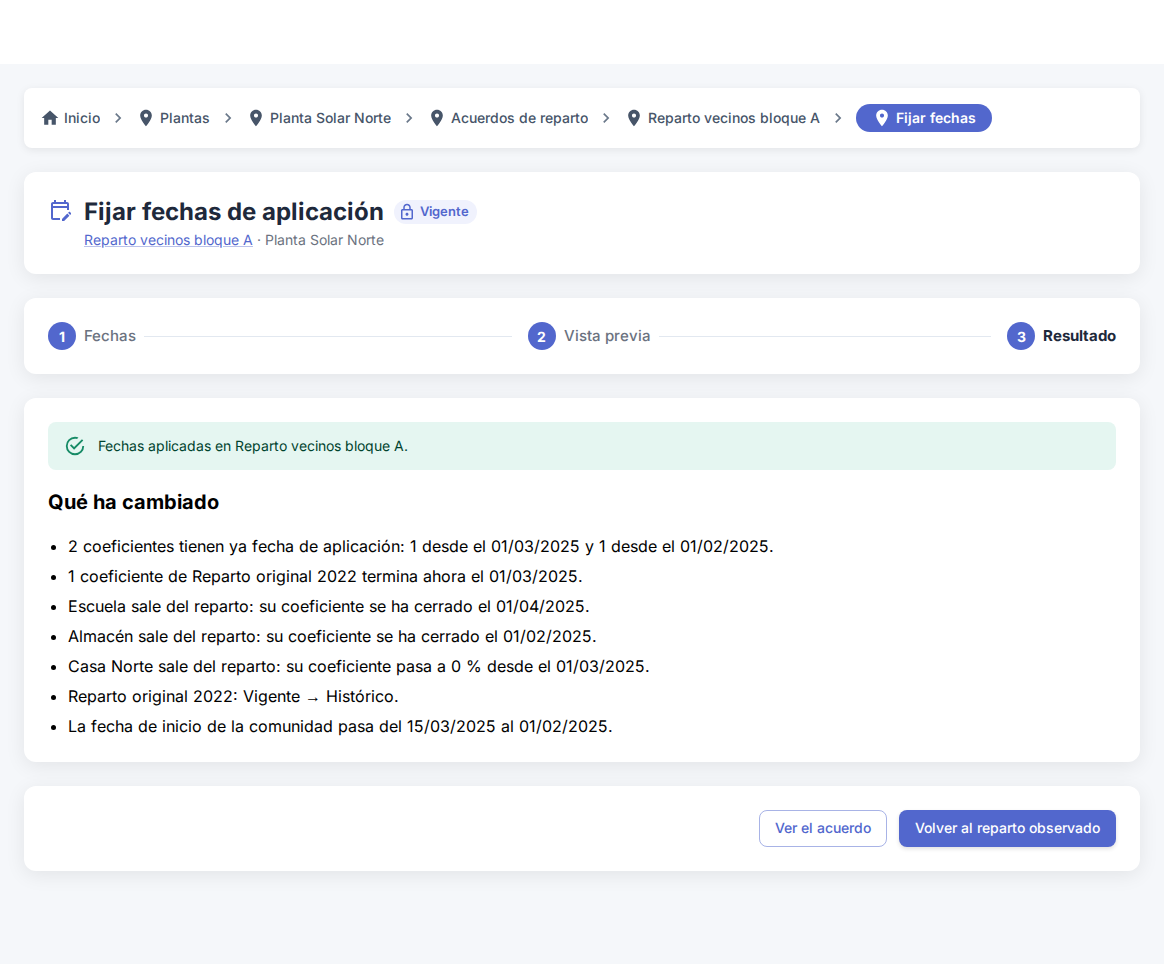 Inicio > Plantas > Planta Solar Norte > Acuerdos de reparto > Reparto vecinos bloque A > Fijar fechas
Fijar fechas de aplicación Vigente
Reparto vecinos bloque A · Planta Solar Norte
1 Fechas 2 Vista previa 3 Resultado
Fechas aplicadas en Reparto vecinos bloque A.
Qué ha cambiado
• 2 coeficientes tienen ya fecha de aplicación: 1 desde el 01/03/2025 y 1 desde el 01/02/2025.
• 1 coeficiente de Reparto original 2022 termina ahora el 01/03/2025.
• Escuela sale del reparto: su coeficiente se ha cerrado el 01/04/2025.
• Almacén sale del reparto: su coeficiente se ha cerrado el 01/02/2025.
• Casa Norte sale del reparto: su coeficiente pasa a 0 % desde el 01/03/2025.
• Reparto original 2022: Vigente → Histórico.
• La fecha de inicio de la comunidad pasa del 15/03/2025 al 01/02/2025.
Ver el acuerdo Volver al reparto observado